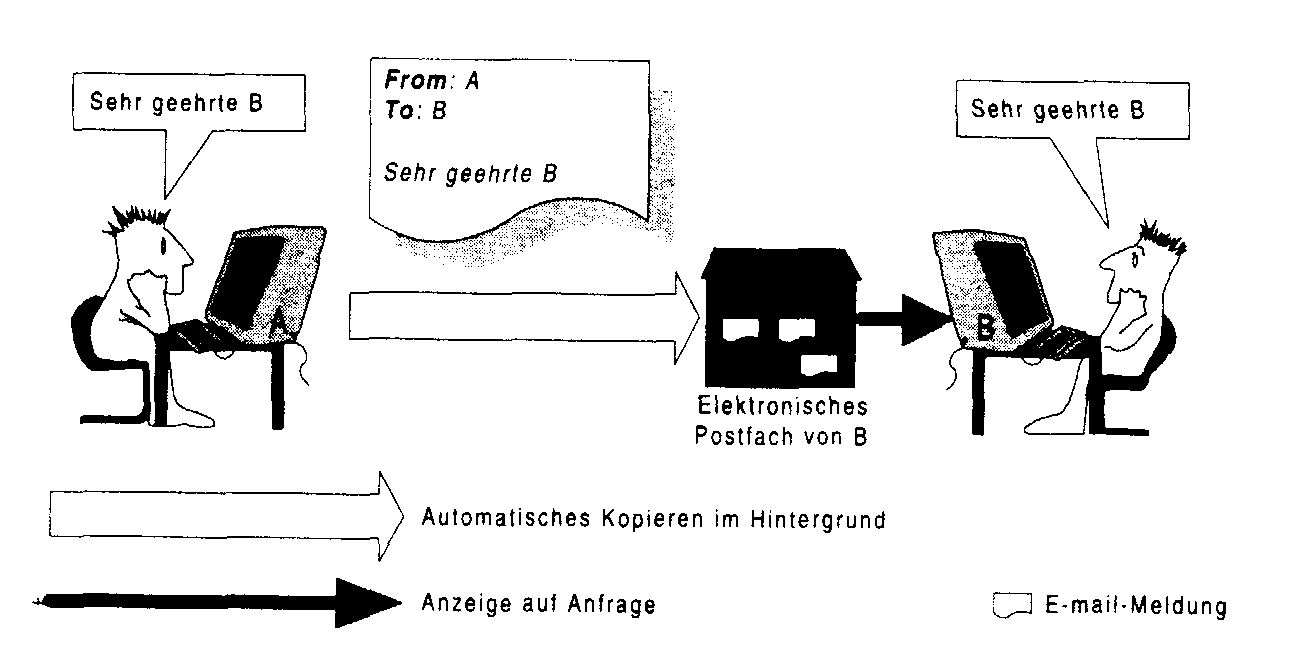 Sehr geehrte B
From: A
To: B
Sehr geehrte B
Sehr geehrte B
A
B
Elektronisches
Postfach von B
Automatisches Kopieren im Hintergrund
Anzeige auf Anfrage
E-mail-Meldung